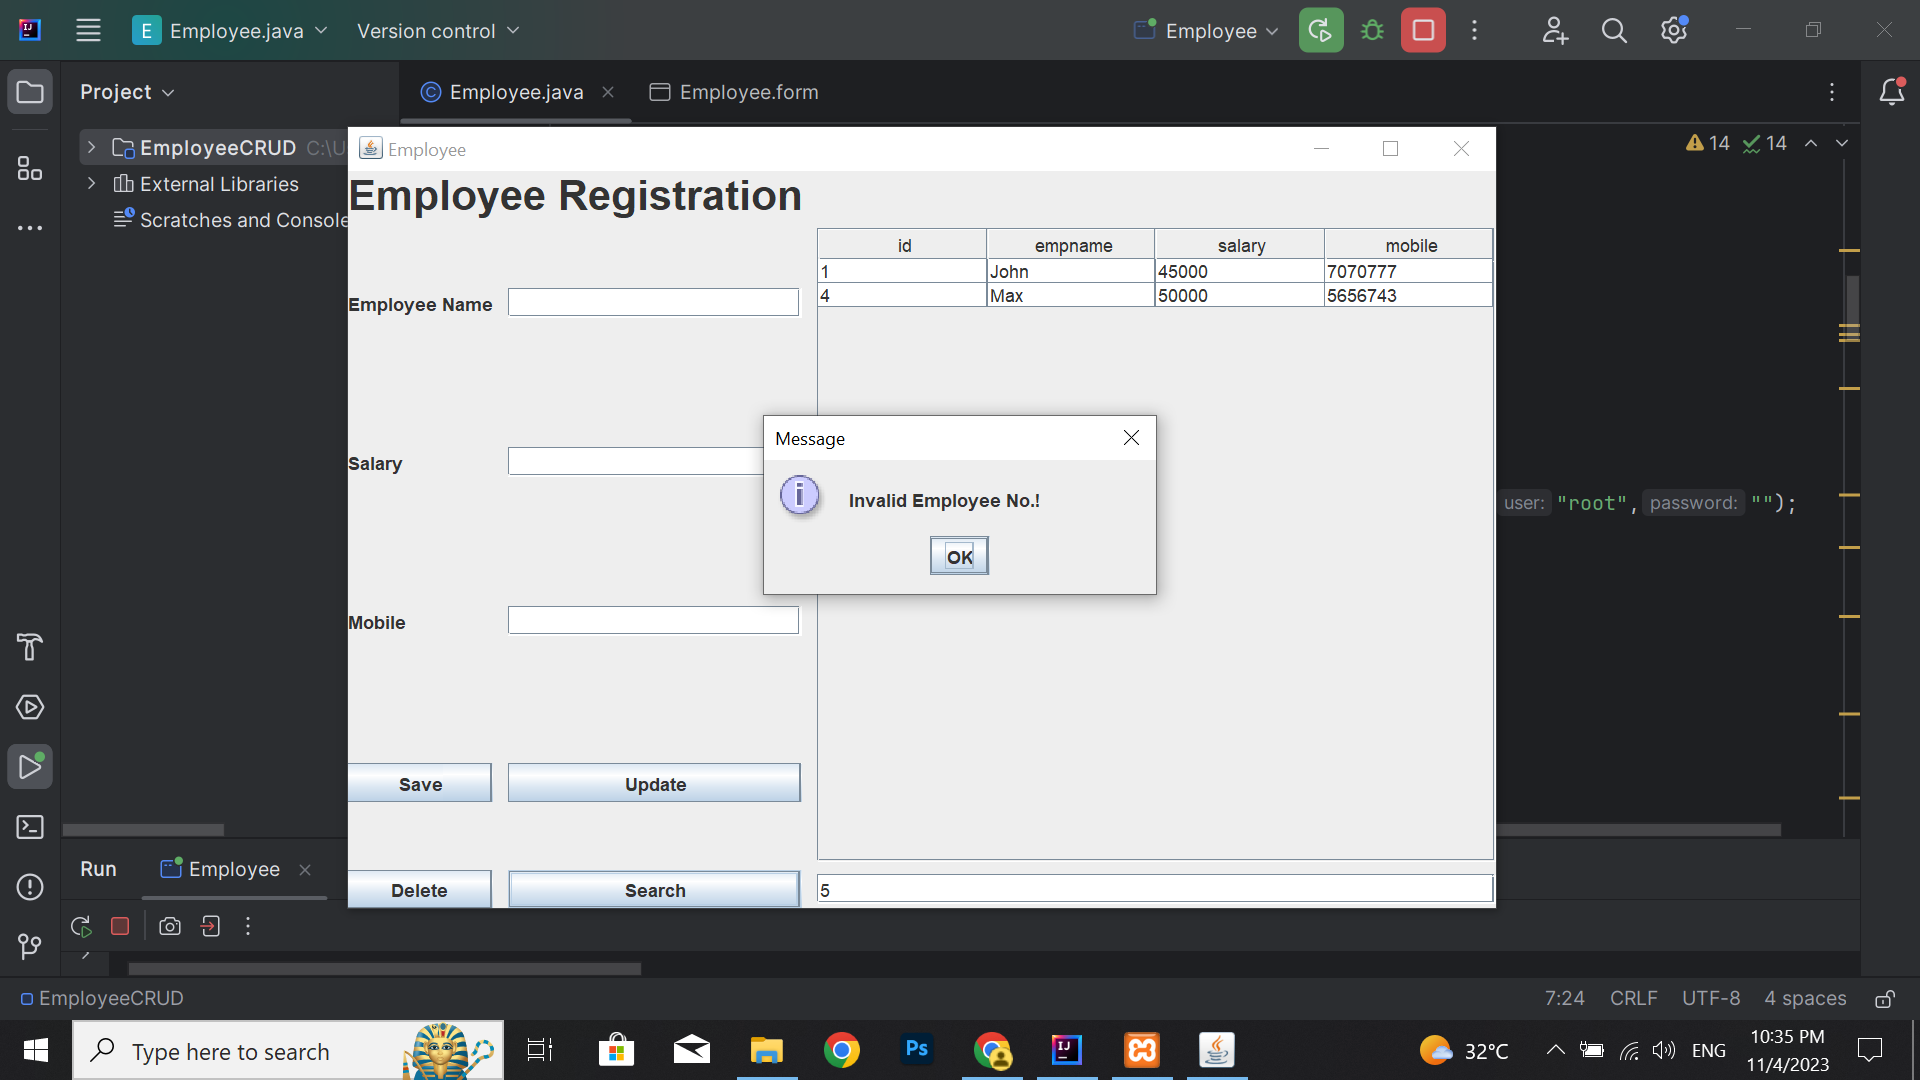 E Employee.java Version control Employee
Project Employee.java Employee.form
EmployeeCRUD C:\U
External Libraries
Scratches and Console
14 14
Employee
Employee Registration
id empname salary mobile
1 John 45000 7070777
4 Max 50000 5656743
Employee Name
Salary
Mobile
Message
Invalid Employee No.!
OK
user: "root", password: "");
Save Update
Delete Search 5
Run Employee
EmployeeCRUD 7:24 CRLF UTF-8 4 spaces
Type here to search Ps IJ 32°C ENG 10:35 PM
11/4/2023